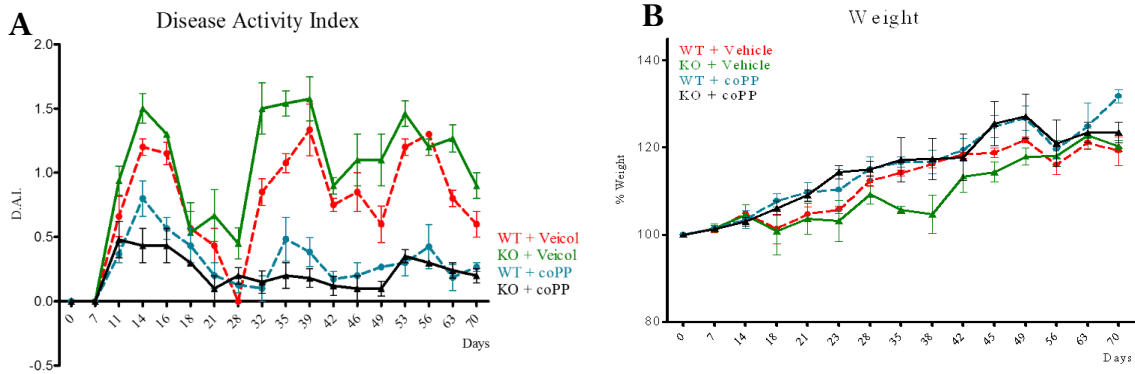 A
Disease Activity Index
2.0
1.5
1.0
0.5
0.0
-0.5
D.A.I.
0 7 11 14 16 18 21 28 32 35 39 42 46 49 53 56 63 70
Days
WT + Veicol
KO + Veicol
WT + coPP
KO + coPP
B
Weight
WT + Vehicle
KO + Vehicle
WT + coPP
KO + coPP
140
120
100
80
% Weight
0 7 14 18 21 23 28 35 38 42 45 49 56 63 70
Days